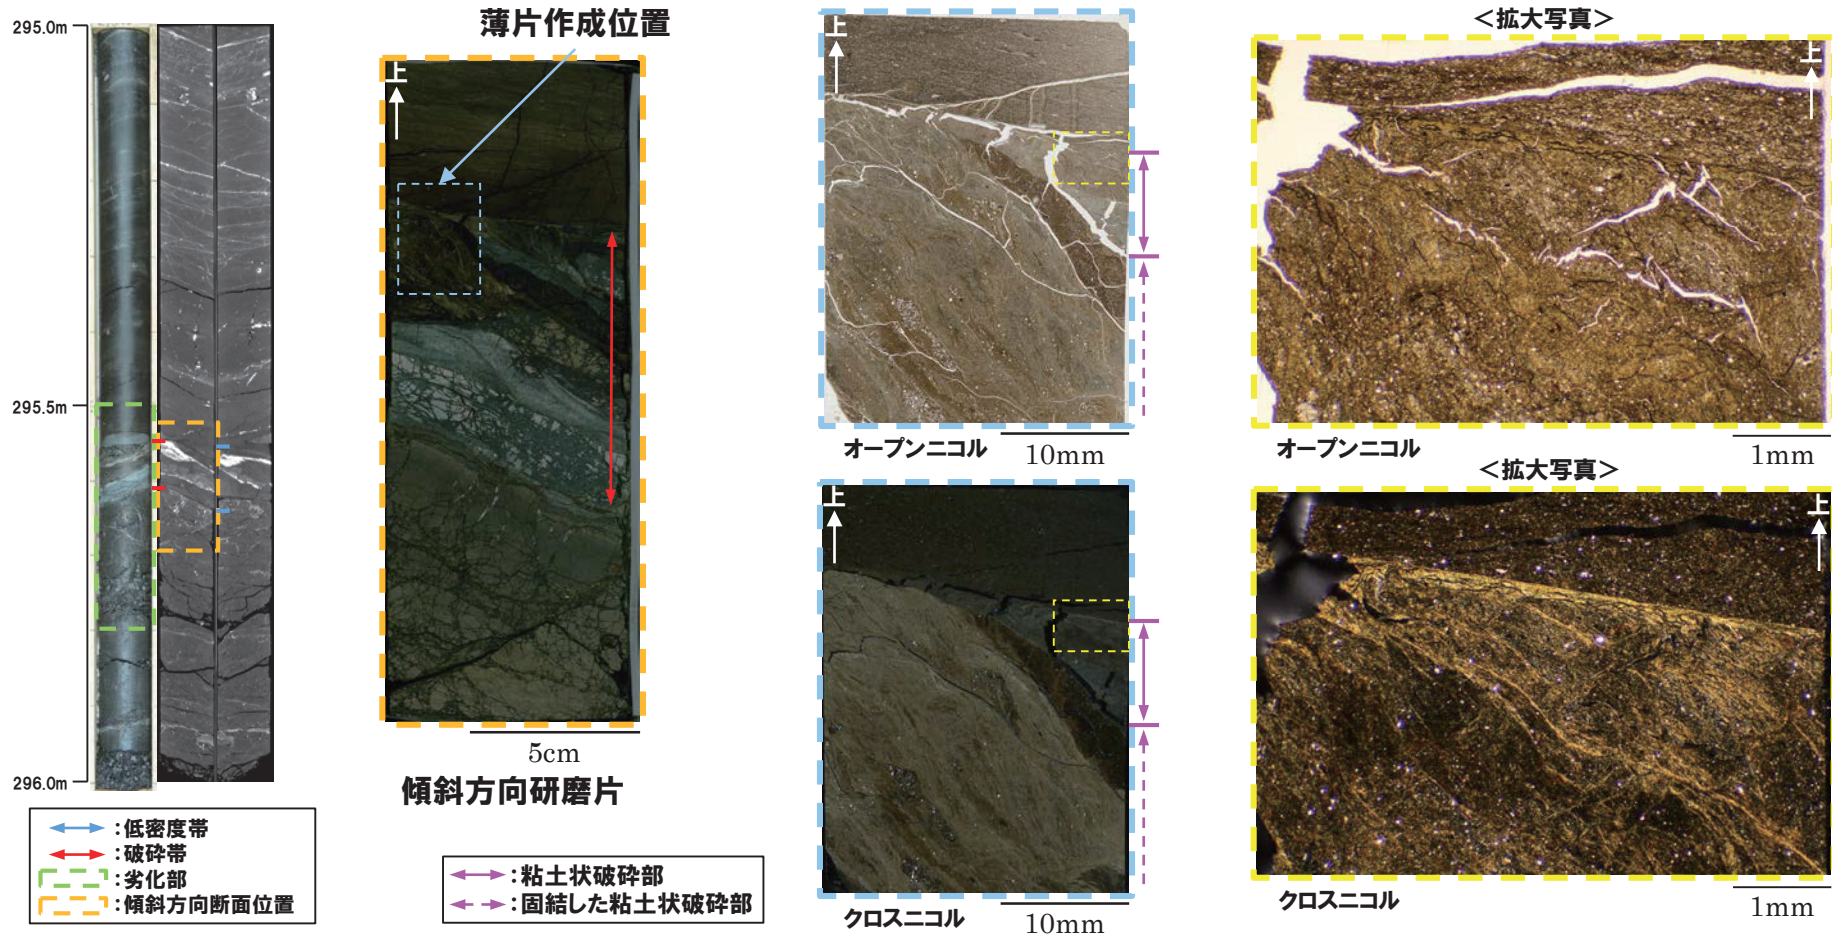 295.0m
295.5m
296.0m
:低密度帯
:破砕帯
:劣化部
:傾斜方向断面位置
薄片作成位置
上
5cm
傾斜方向研磨片
:粘土状破砕部
:固結した粘土状破砕部
上
オープンニコル
10mm
上
クロスニコル
10mm
<拡大写真>
上
オープンニコル
1mm
<拡大写真>
上
クロスニコル
1mm